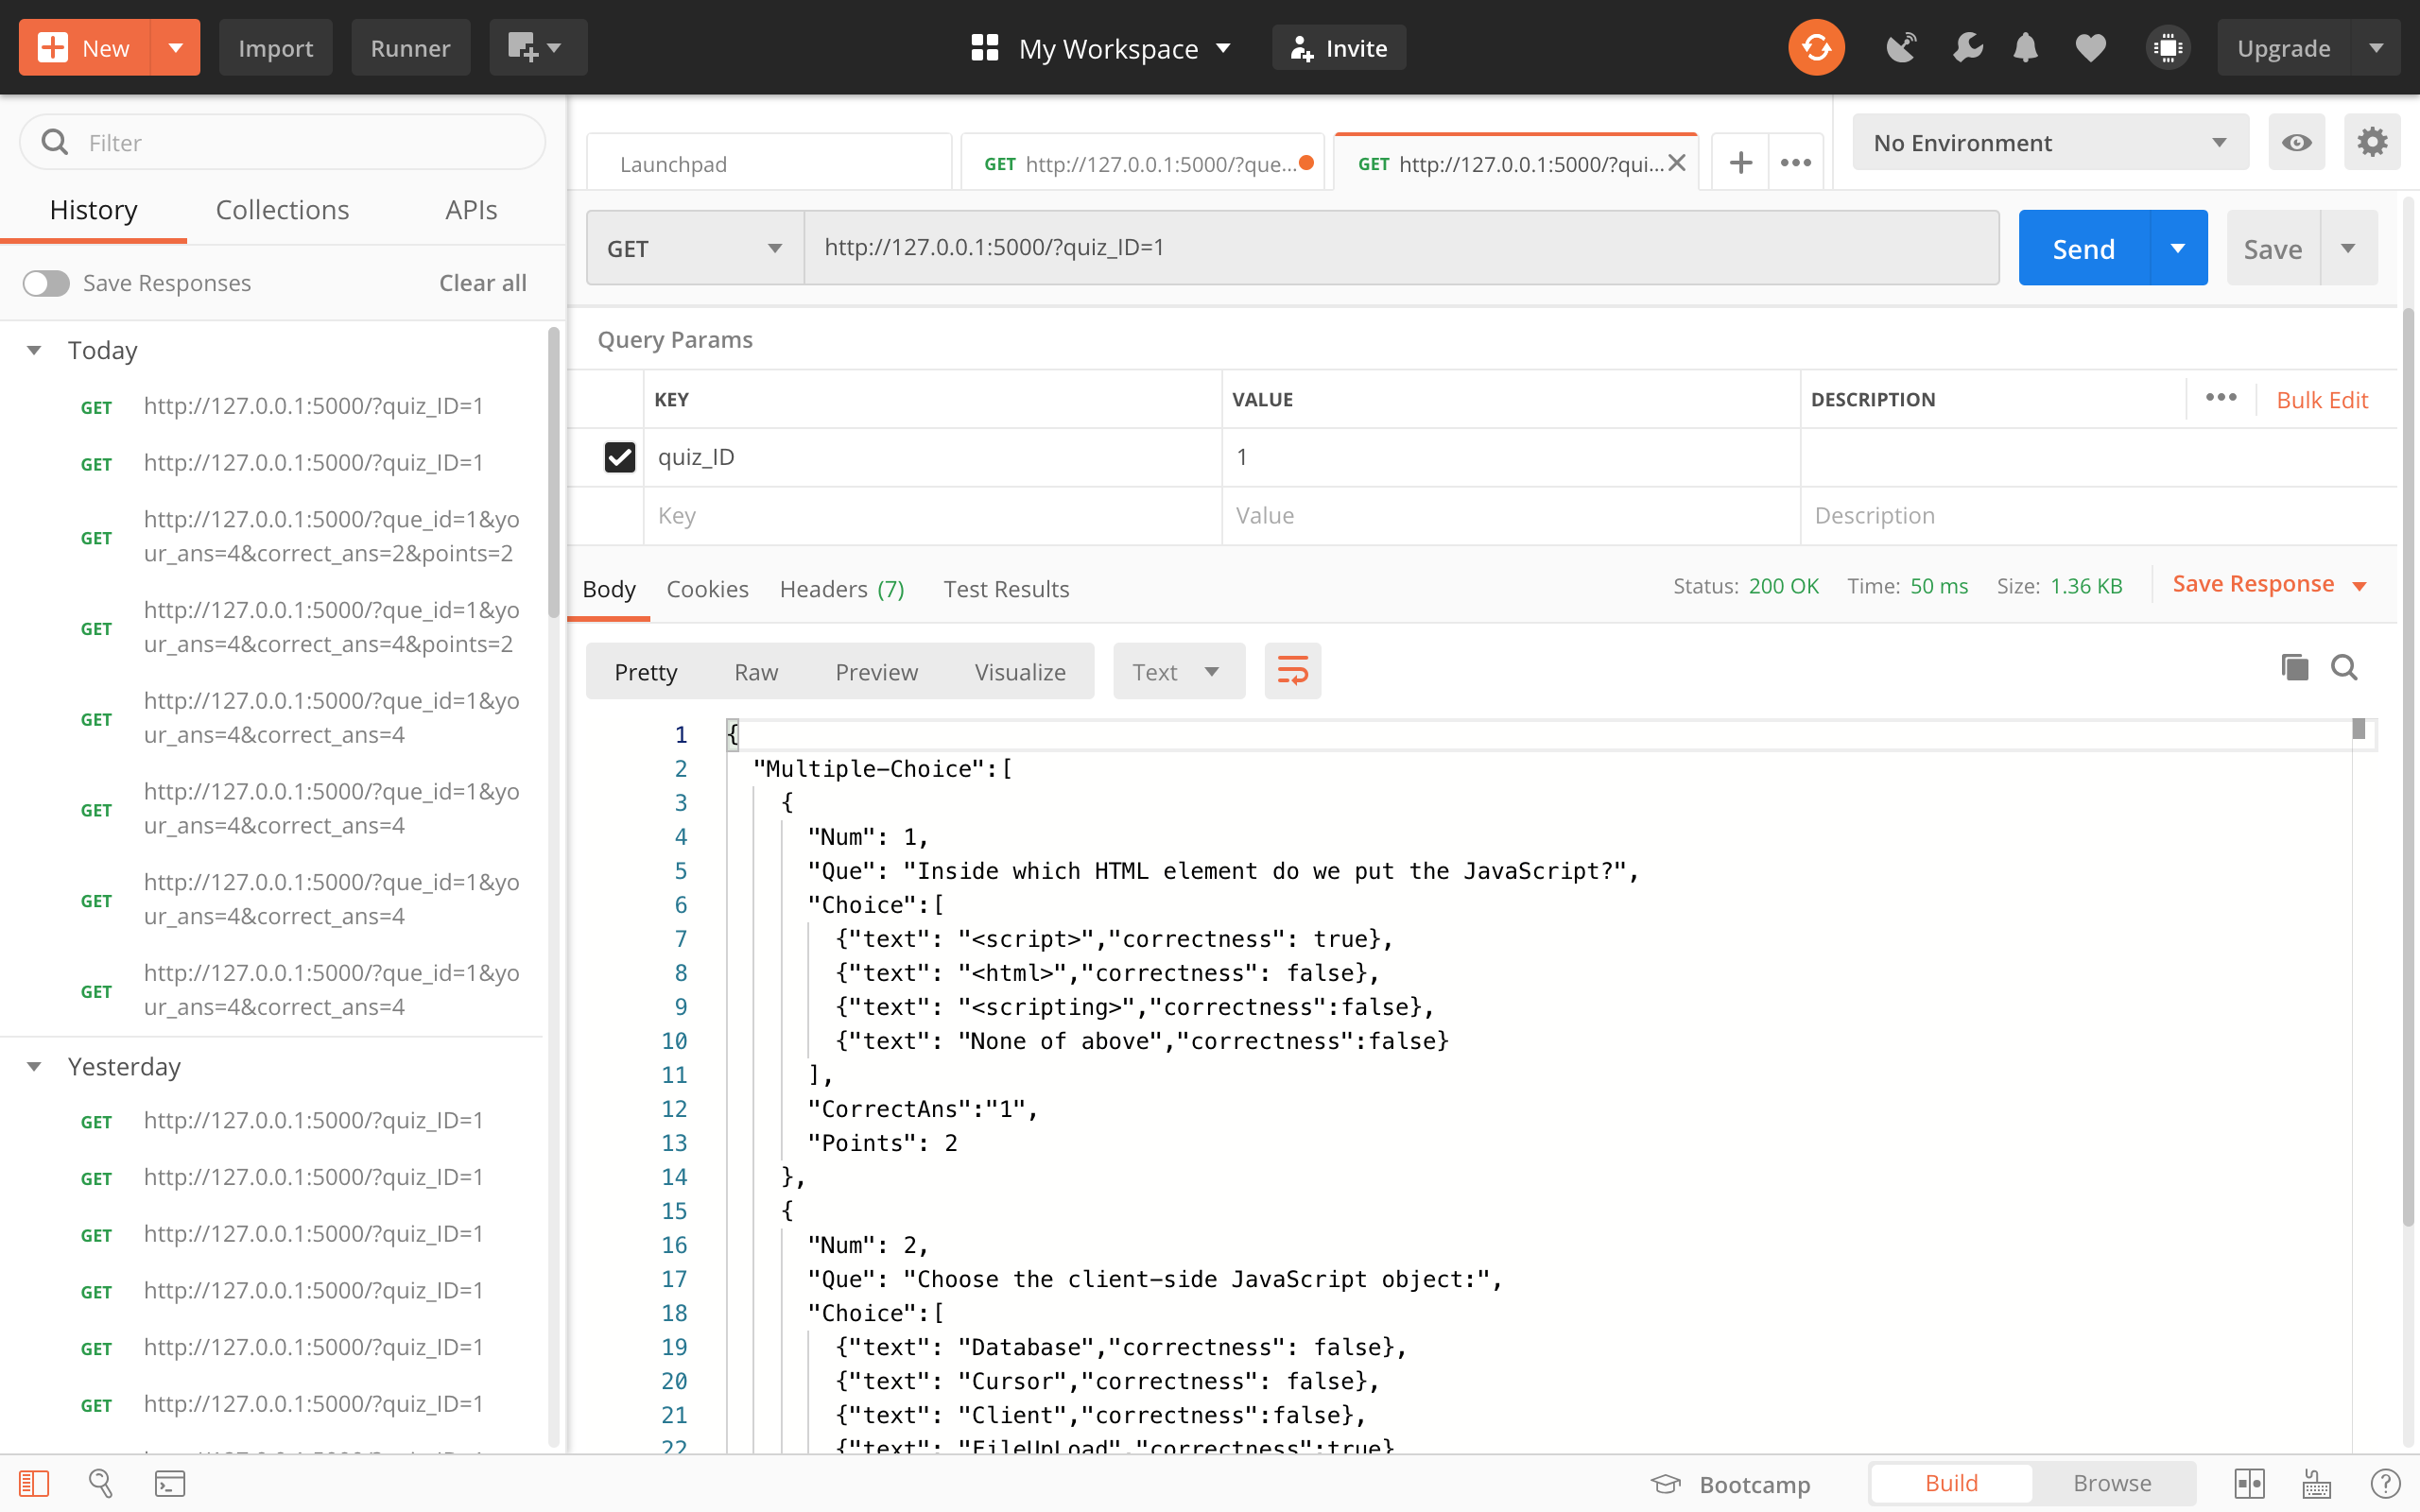 New
Import
Runner
My Workspace
Invite
Upgrade
Filter
History Collections APIs
Save Responses Clear all
Today
GET http://127.0.0.1:5000/?quiz_ID=1
GET http://127.0.0.1:5000/?quiz_ID=1
GET http://127.0.0.1:5000/?que_id=1&yo
ur_ans=4&correct_ans=2&points=2
GET http://127.0.0.1:5000/?que_id=1&yo
ur_ans=4&correct_ans=4&points=2
GET http://127.0.0.1:5000/?que_id=1&yo
ur_ans=4&correct_ans=4
GET http://127.0.0.1:5000/?que_id=1&yo
ur_ans=4&correct_ans=4
GET http://127.0.0.1:5000/?que_id=1&yo
ur_ans=4&correct_ans=4
GET http://127.0.0.1:5000/?que_id=1&yo
ur_ans=4&correct_ans=4
Yesterday
GET http://127.0.0.1:5000/?quiz_ID=1
GET http://127.0.0.1:5000/?quiz_ID=1
GET http://127.0.0.1:5000/?quiz_ID=1
GET http://127.0.0.1:5000/?quiz_ID=1
GET http://127.0.0.1:5000/?quiz_ID=1
GET http://127.0.0.1:5000/?quiz_ID=1
Launchpad
GET http://127.0.0.1:5000/?que...
GET http://127.0.0.1:5000/?qui...
No Environment
GET http://127.0.0.1:5000/?quiz_ID=1
Send
Save
Query Params
KEY VALUE DESCRIPTION Bulk Edit
quiz_ID 1
Key Value Description
Body Cookies Headers (7) Test Results
Status: 200 OK Time: 50 ms Size: 1.36 KB Save Response
Pretty Raw Preview Visualize Text
1 {
2 "Multiple-Choice":[
3 {
4 "Num": 1,
5 "Que": "Inside which HTML element do we put the JavaScript?",
6 "Choice":[
7 {"text": "<script>","correctness": true},
8 {"text": "<html>","correctness": false},
9 {"text": "<scripting>","correctness":false},
10 {"text": "None of above","correctness":false}
11 ],
12 "CorrectAns":"1",
13 "Points": 2
14 },
15 {
16 "Num": 2,
17 "Que": "Choose the client-side JavaScript object:",
18 "Choice":[
19 {"text": "Database","correctness": false},
20 {"text": "Cursor","correctness": false},
21 {"text": "Client","correctness":false},
22 {"text": "FileUpLoad","correctness":true}
Bootcamp
Build Browse